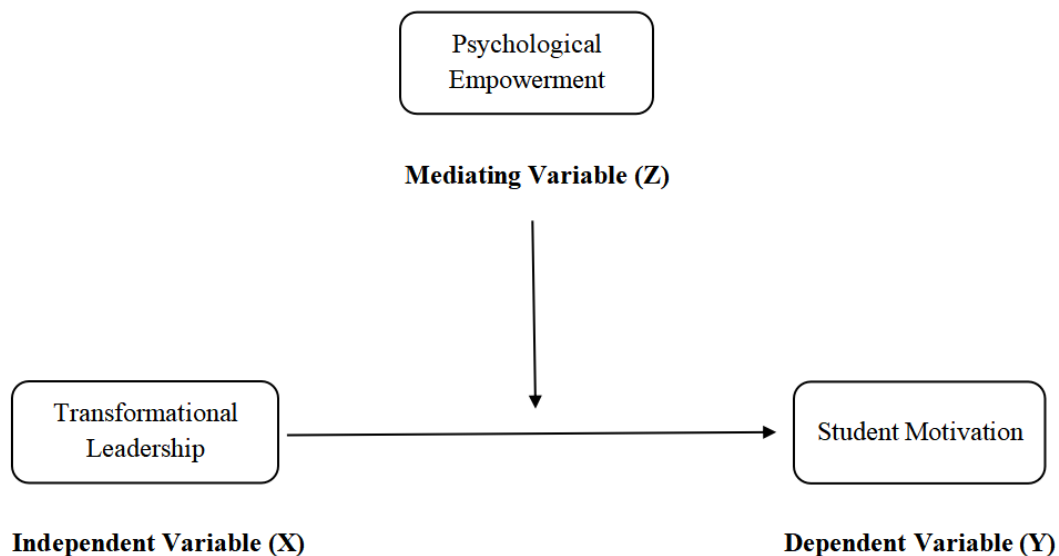 Psychological
Empowerment
Mediating Variable (Z)
Transformational
Leadership
Student Motivation
Independent Variable (X)
Dependent Variable (Y)